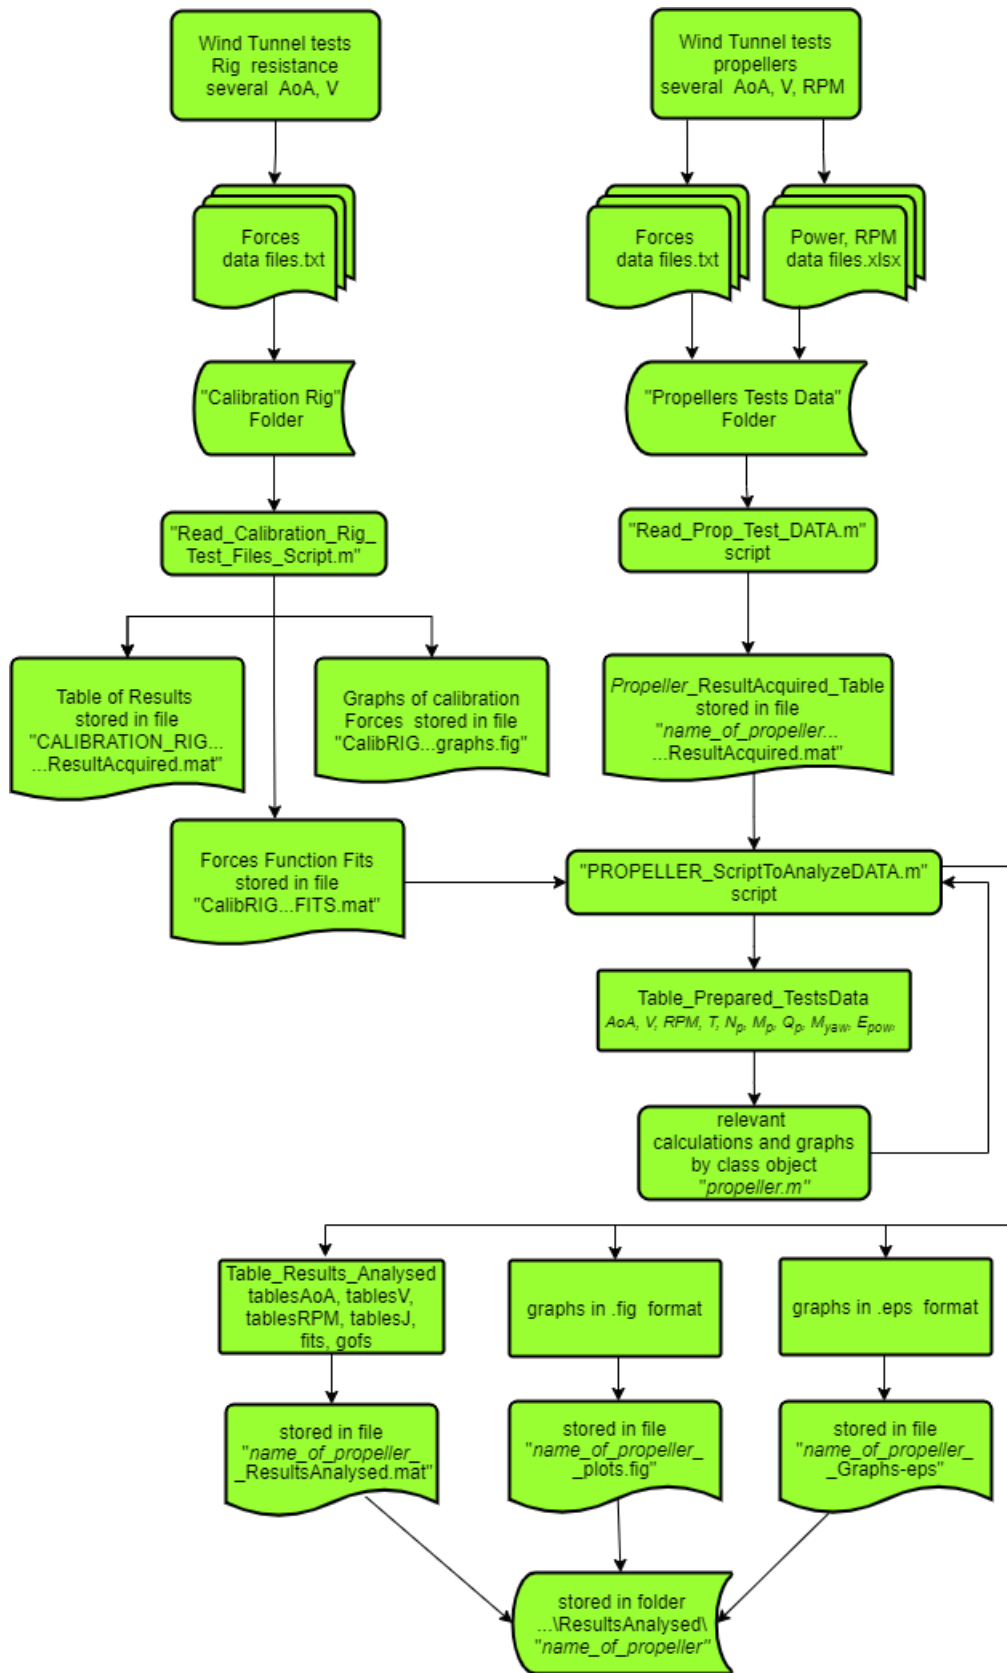 Wind Tunnel tests
Rig resistance
several AoA, V
Wind Tunnel tests
propellers
several AoA, V, RPM
Forces
data files.txt
Forces
data files.txt
Power, RPM
data files.xlsx
"Calibration Rig"
Folder
"Propellers Tests Data"
Folder
"Read_Calibration_Rig_
Test_Files_Script.m"
"Read_Prop_Test_DATA.m"
script
Table of Results
stored in file
"CALIBRATION_RIG...
...ResultAcquired.mat"
Graphs of calibration
Forces stored in file
"CalibRIG...graphs.fig"
Propeller_ResultAcquired_Table
stored in file
"name_of_propeller...
...ResultAcquired.mat"
Forces Function Fits
stored in file
"CalibRIG...FITS.mat"
"PROPELLER_ScriptToAnalyzeDATA.m"
script
Table_Prepared_TestsData
AoA, V, RPM, T, Np, Mp, Qp, Myaw, Epow,
relevant
calculations and graphs
by class object
"propeller.m"
Table_Results_Analysed
tablesAoA, tablesV,
tablesRPM, tablesJ,
fits, gofs
graphs in .fig format
graphs in .eps format
stored in file
"name_of_propeller_
_ResultsAnalysed.mat"
stored in file
"name_of_propeller_
_plots.fig"
stored in file
"name_of_propeller_
_Graphs-eps"
stored in folder
...\ResultsAnalysed\
"name_of_propeller"